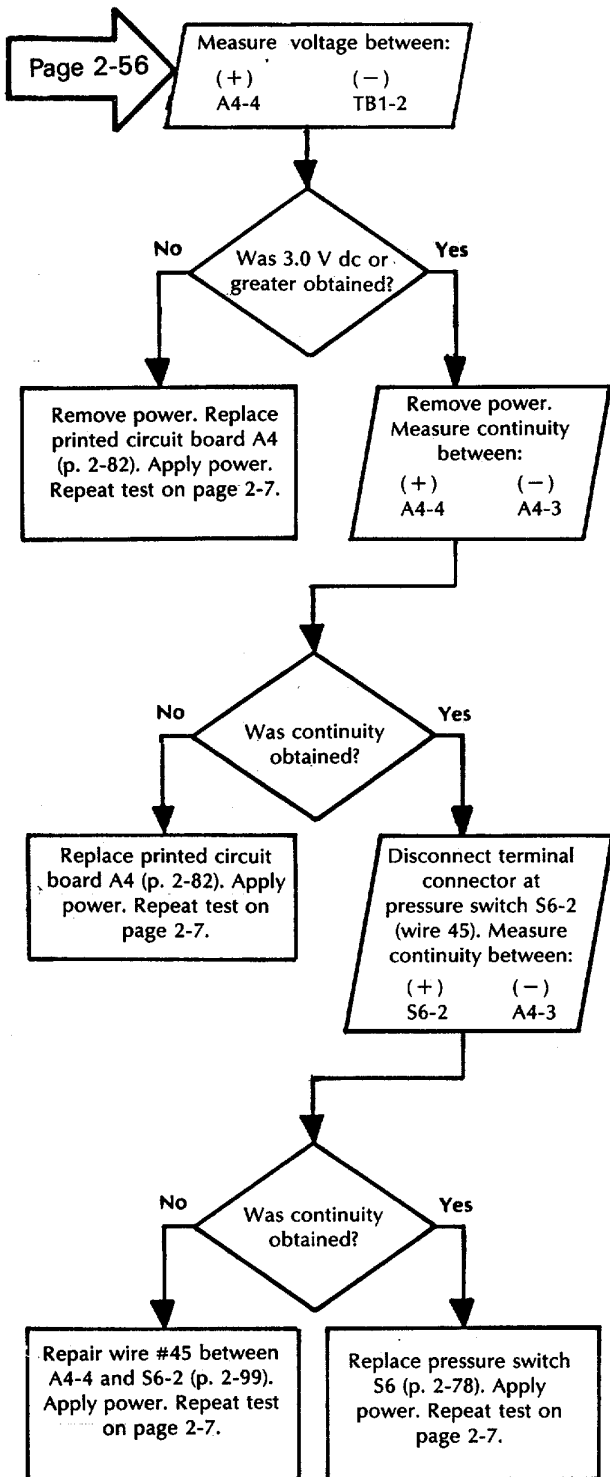 Page 2-56
Measure voltage between:
(+) (−)
A4-4 TB1-2
No
Yes
Was 3.0 V dc or
greater obtained?
Remove power. Replace
printed circuit board A4
(p. 2-82). Apply power.
Repeat test on page 2-7.
Remove power.
Measure continuity
between:
(+) (−)
A4-4 A4-3
No
Yes
Was continuity
obtained?
Replace printed circuit
board A4 (p. 2-82). Apply
power. Repeat test on
page 2-7.
Disconnect terminal
connector at
pressure switch S6-2
(wire 45). Measure
continuity between:
(+) (−)
S6-2 A4-3
No
Yes
Was continuity
obtained?
Repair wire #45 between
A4-4 and S6-2 (p. 2-99).
Apply power. Repeat test
on page 2-7.
Replace pressure switch
S6 (p. 2-78). Apply
power. Repeat test on
page 2-7.